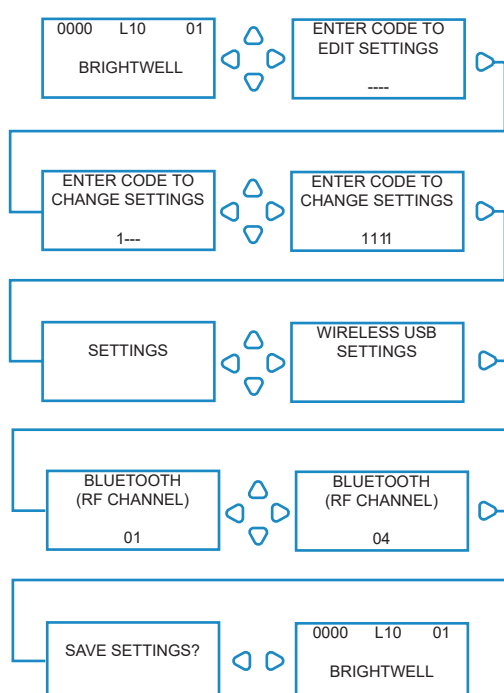 0000 L10 01
BRIGHTWELL
ENTER CODE TO
EDIT SETTINGS
----
ENTER CODE TO
CHANGE SETTINGS
1---
ENTER CODE TO
CHANGE SETTINGS
1111
SETTINGS
WIRELESS USB
SETTINGS
BLUETOOTH
(RF CHANNEL)
01
BLUETOOTH
(RF CHANNEL)
04
SAVE SETTINGS?
0000 L10 01
BRIGHTWELL